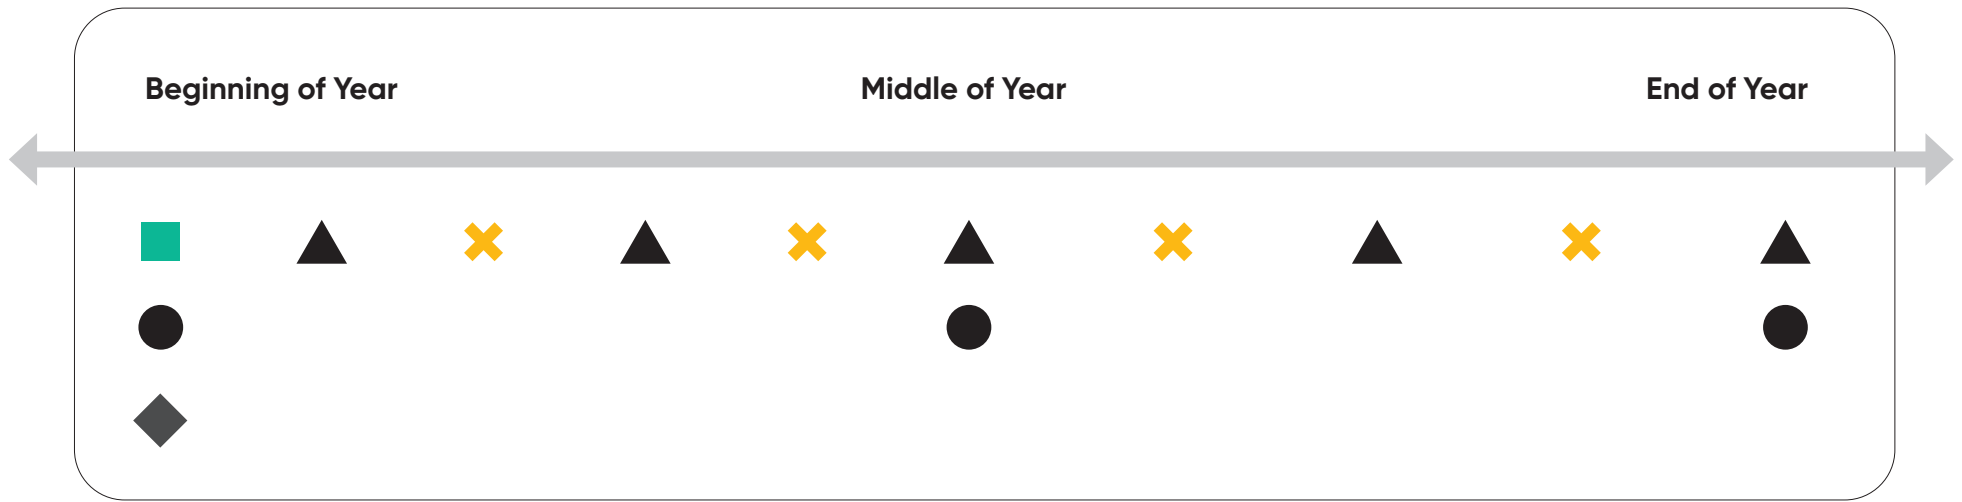 Beginning of Year
Middle of Year
End of Year